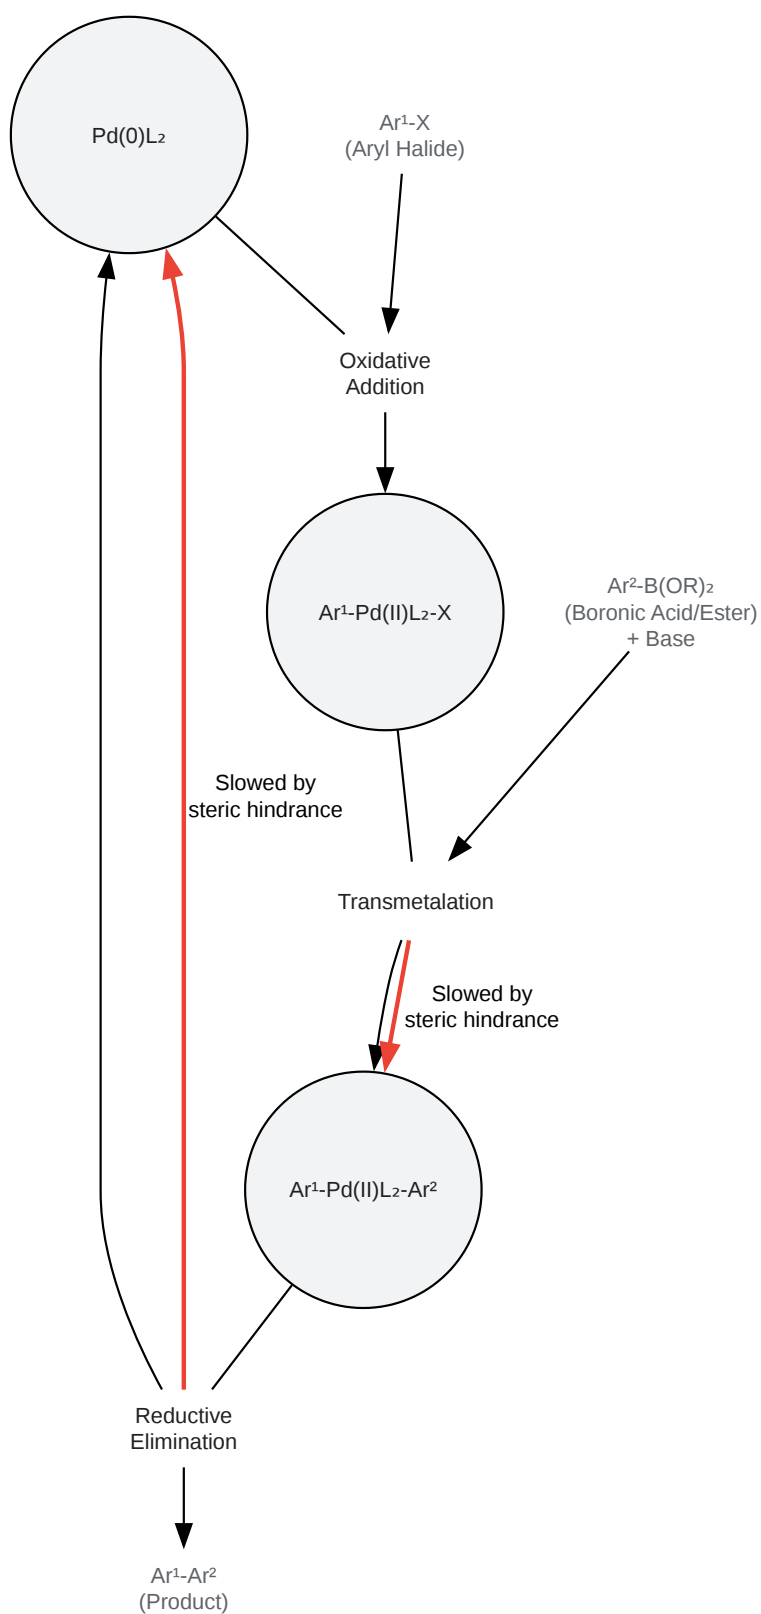 Pd(0)L₂
Ar¹-X
(Aryl Halide)
Oxidative
Addition
Ar¹-Pd(II)L₂-X
Ar²-B(OR)₂
(Boronic Acid/Ester)
+ Base
Slowed by
steric hindrance
Transmetalation
Slowed by
steric hindrance
Ar¹-Pd(II)L₂-Ar²
Reductive
Elimination
Ar¹-Ar²
(Product)